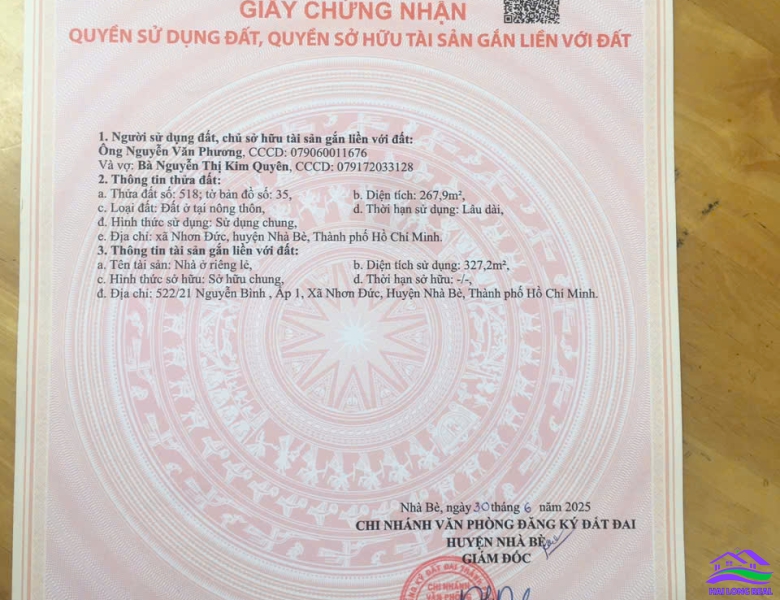 GIẤY CHỨNG NHẬN
QUYỀN SỬ DỤNG ĐẤT, QUYỀN SỞ HỮU TÀI SẢN GẮN LIỀN VỚI ĐẤT
1. Người sử dụng đất, chủ sở hữu tài sản gắn liền với đất:
Ông Nguyễn Văn Phương, CCCD: 079060011676
Và vợ: Bà Nguyễn Thị Kim Quyên, CCCD: 079172033128
2. Thông tin thửa đất:
a. Thửa đất số: 518; tờ bản đồ số: 35, b. Diện tích: 267,9m²,
c. Loại đất: Đất ở tại nông thôn, d. Thời hạn sử dụng: Lâu dài,
đ. Hình thức sử dụng: Sử dụng chung,
e. Địa chỉ: xã Nhơn Đức, huyện Nhà Bè, Thành phố Hồ Chí Minh.
3. Thông tin tài sản gắn liền với đất:
a. Tên tài sản: Nhà ở riêng lẻ, b. Diện tích sử dụng: 327,2m²,
c. Hình thức sở hữu: Sở hữu chung, d. Thời hạn sở hữu: -/-,
đ. Địa chỉ: 522/21 Nguyễn Bình , Ấp 1, Xã Nhơn Đức, Huyện Nhà Bè, Thành phố Hồ Chí Minh.
Nhà Bè, ngày 30 tháng 6 năm 2025
CHI NHÁNH VĂN PHÒNG ĐĂNG KÝ ĐẤT ĐAI
HUYỆN NHÀ BÈ
GIÁM ĐỐC
CHI NHÁNH
VĂN PHÒNG
HAI LONG REAL